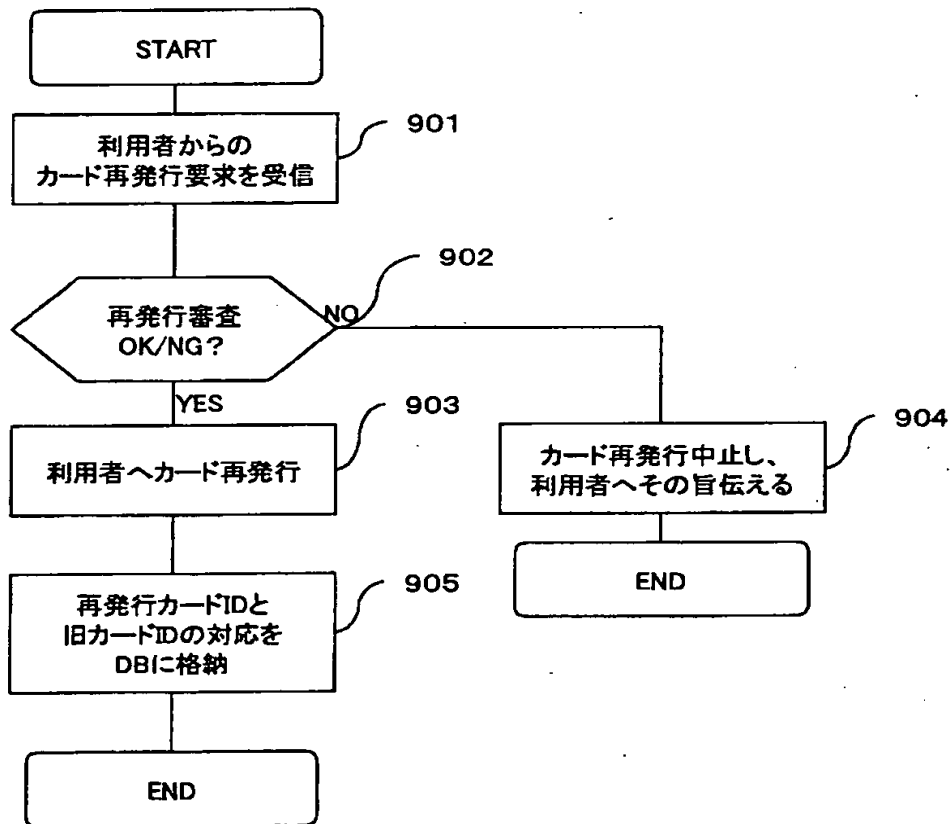 START
利用者からの
カード再発行要求を受信
901
902
再発行審査
OK/NG?
NO
YES
903
利用者へカード再発行
904
カード再発行中止し、
利用者へその旨伝える
END
905
再発行カードIDと
旧カードIDの対応を
DBに格納
END